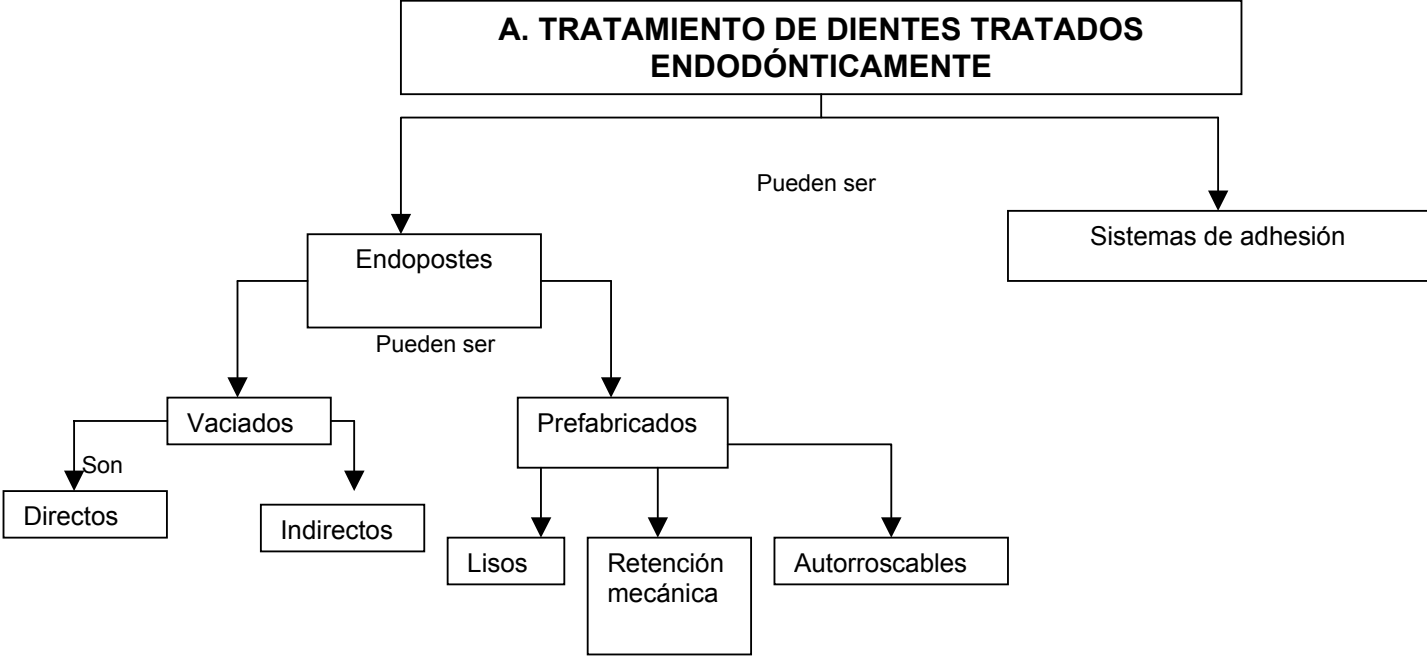 A. TRATAMIENTO DE DIENTES TRATADOS
ENDODÓNTICAMENTE
Pueden ser
Sistemas de adhesión
Endopostes
Pueden ser
Vaciados
Prefabricados
Son
Directos
Indirectos
Lisos
Retención
mecánica
Autorroscables